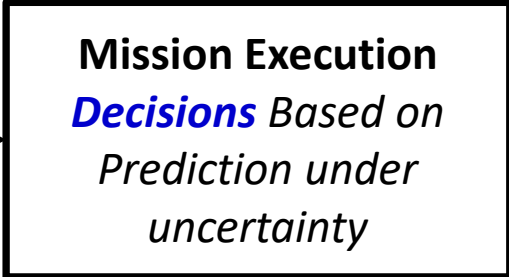 Mission Execution
Decisions Based on
Prediction under
uncertainty